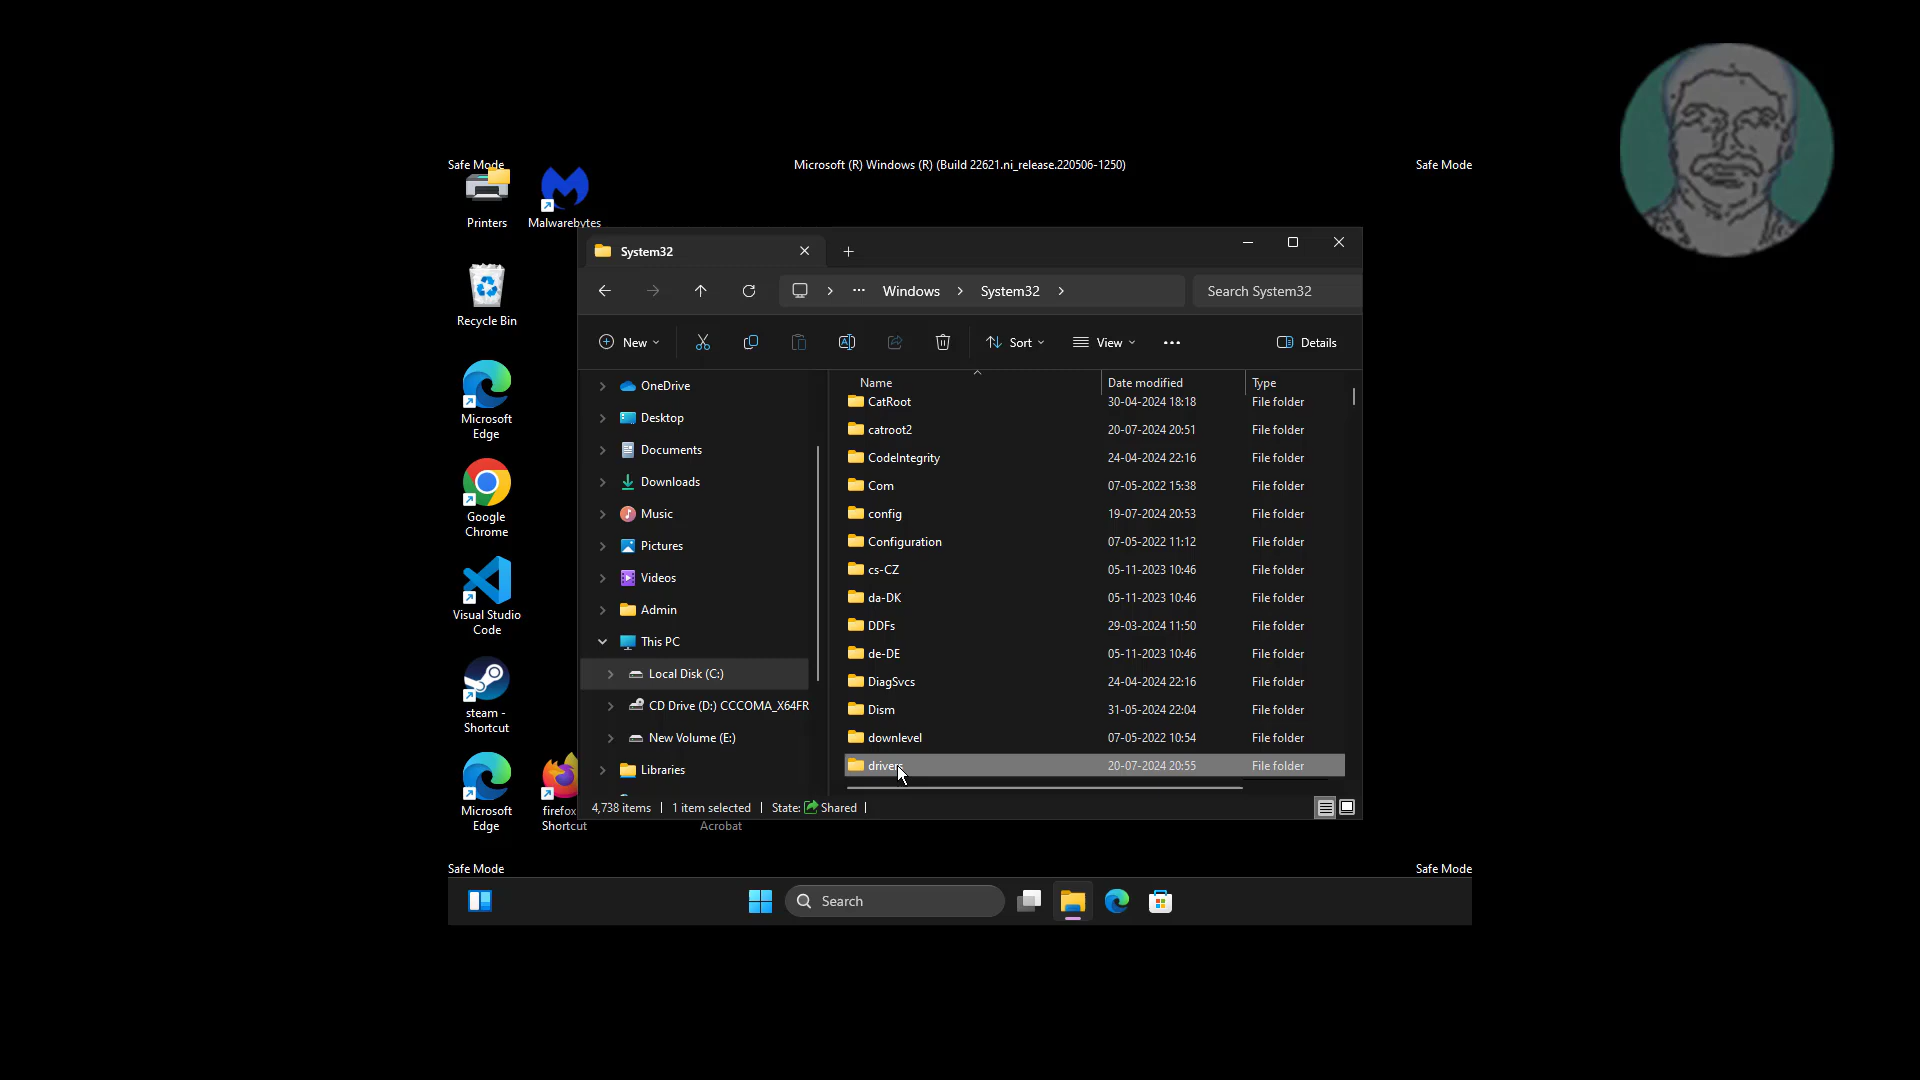 Safe Mode
Microsoft (R) Windows (R) (Build 22621.ni_release.220506-1250)
Safe Mode
Printers
Malwarebytes
Recycle Bin
Microsoft
Edge
Google
Chrome
Visual Studio
Code
steam -
Shortcut
Microsoft
Edge
firefox
Shortcut
Acrobat
System32
Windows
System32
Search System32
New
Sort
View
Details
OneDrive
Desktop
Documents
Downloads
Music
Pictures
Videos
Admin
This PC
Local Disk (C:)
CD Drive (D:) CCCOMA_X64FR
New Volume (E:)
Libraries
Name Date modified Type
CatRoot 30-04-2024 18:18 File folder
catroot2 20-07-2024 20:51 File folder
CodeIntegrity 24-04-2024 22:16 File folder
Com 07-05-2022 15:38 File folder
config 19-07-2024 20:53 File folder
Configuration 07-05-2022 11:12 File folder
cs-CZ 05-11-2023 10:46 File folder
da-DK 05-11-2023 10:46 File folder
DDFs 29-03-2024 11:50 File folder
de-DE 05-11-2023 10:46 File folder
DiagSvcs 24-04-2024 22:16 File folder
Dism 31-05-2024 22:04 File folder
downlevel 07-05-2022 10:54 File folder
drivers 20-07-2024 20:55 File folder
4,738 items 1 item selected State: Shared
Safe Mode
Safe Mode
Search